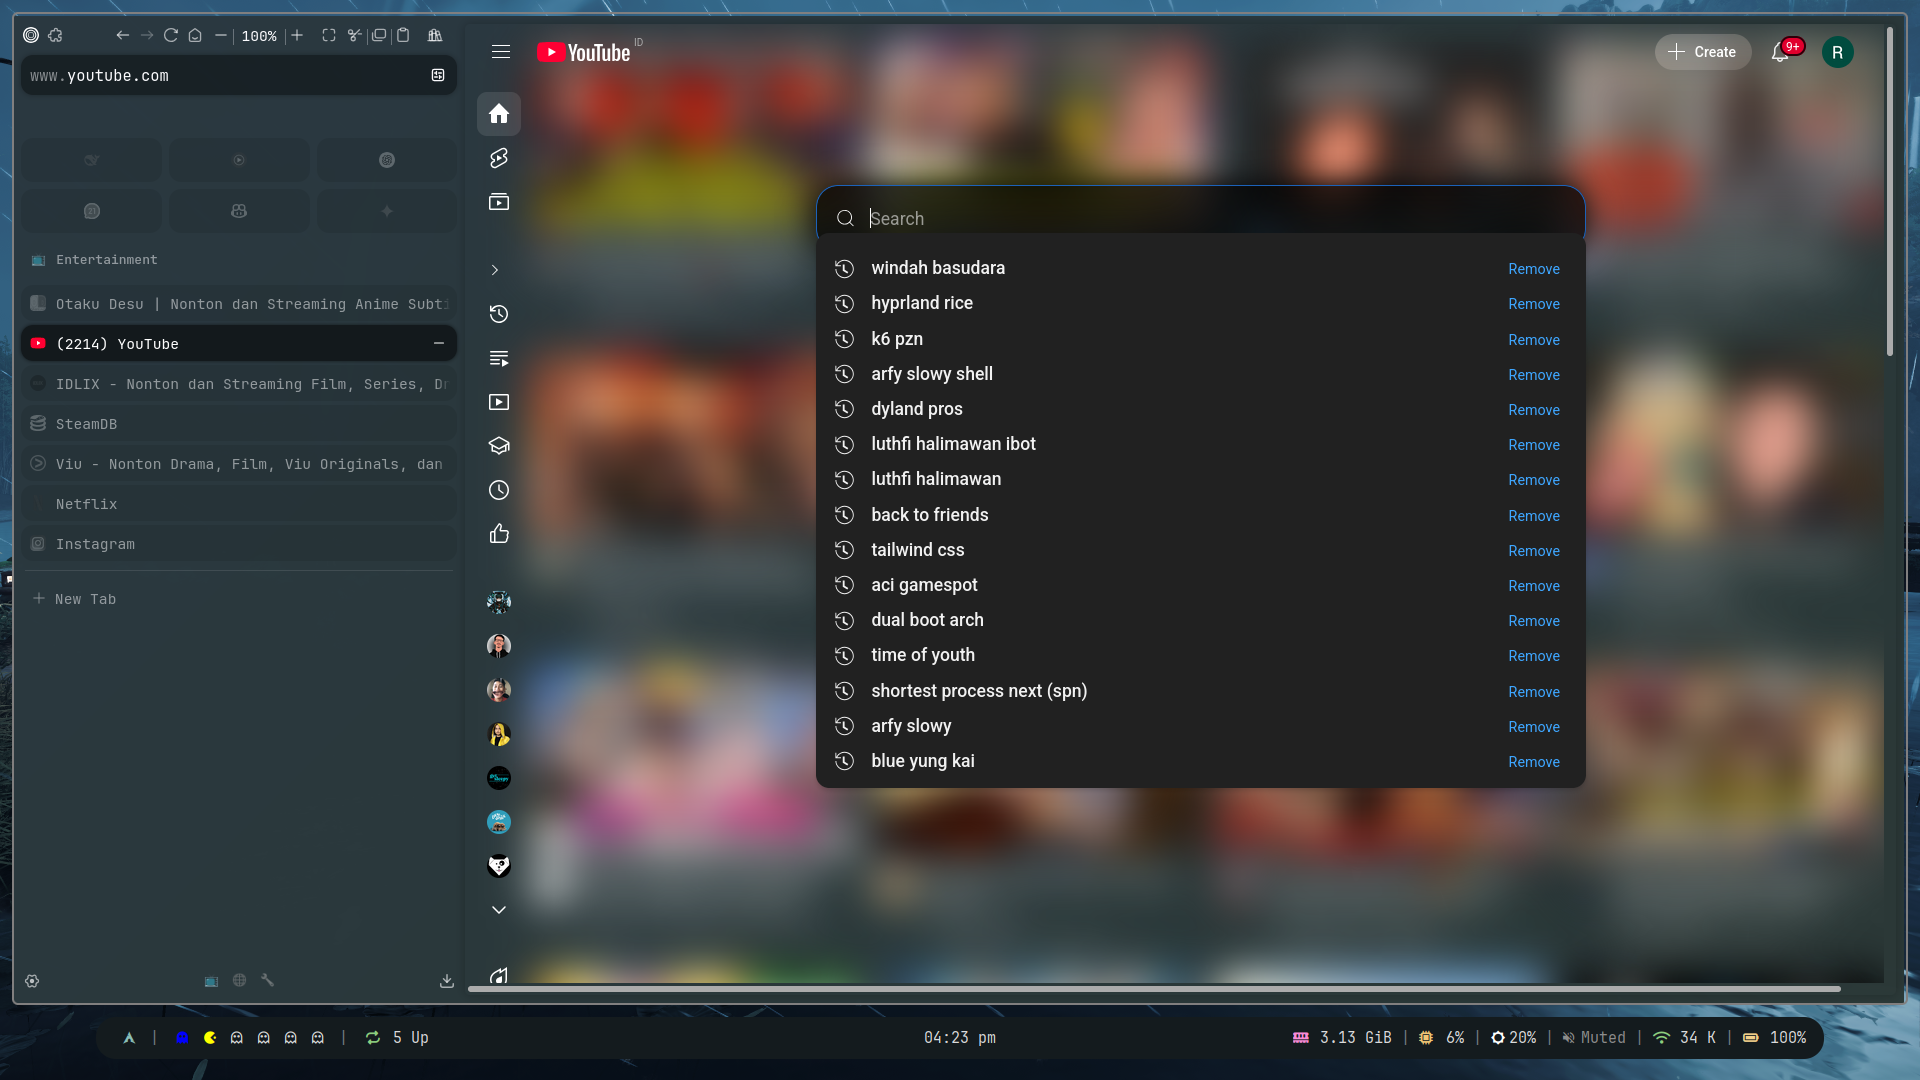 100%
www.youtube.com
Entertainment
Otaku Desu | Nonton dan Streaming Anime Subti
(2214) YouTube
IDLIX - Nonton dan Streaming Film, Series, Dr
SteamDB
Viu - Nonton Drama, Film, Viu Originals, dan
Netflix
Instagram
New Tab
YouTube ID
Create
9+
R
Search
windah basudara Remove
hyprland rice Remove
k6 pzn Remove
arfy slowy shell Remove
dyland pros Remove
luthfi halimawan ibot Remove
luthfi halimawan Remove
back to friends Remove
tailwind css Remove
aci gamespot Remove
dual boot arch Remove
time of youth Remove
shortest process next (spn) Remove
arfy slowy Remove
blue yung kai Remove
| | 5 Up
04:23 pm
3.13 GiB | 6% | 20% | Muted | 34 K | 100%